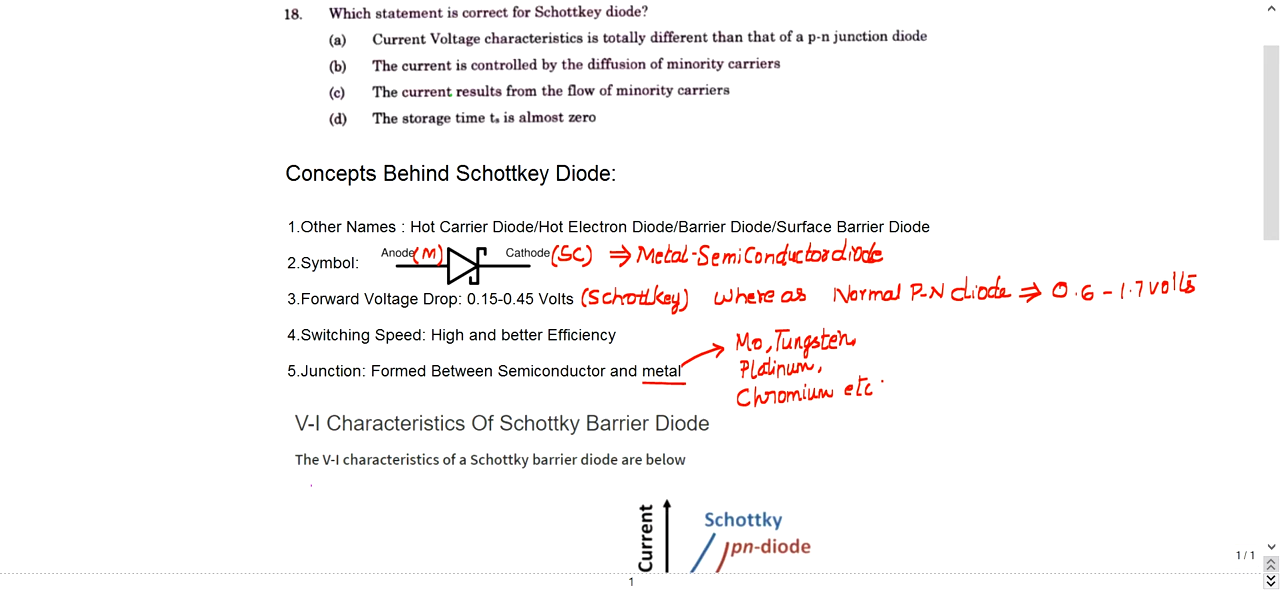 18. Which statement is correct for Schottkey diode?
(a) Current Voltage characteristics is totally different than that of a p-n junction diode
(b) The current is controlled by the diffusion of minority carriers
(c) The current results from the flow of minority carriers
(d) The storage time tₛ is almost zero
Concepts Behind Schottkey Diode:
1.Other Names : Hot Carrier Diode/Hot Electron Diode/Barrier Diode/Surface Barrier Diode
2.Symbol: Anode (M) Cathode (SC) ⇒ Metal-SemiConductor diode
3.Forward Voltage Drop: 0.15-0.45 Volts (Schottkey) Where as Normal P-N diode ⇒ 0.6 - 1.7 volts
4.Switching Speed: High and better Efficiency
5.Junction: Formed Between Semiconductor and metal → Mo, Tungsten,
Platinum,
Chromium etc.
V-I Characteristics Of Schottky Barrier Diode
The V-I characteristics of a Schottky barrier diode are below
Current
Schottky
pn-diode
1 / 1
1